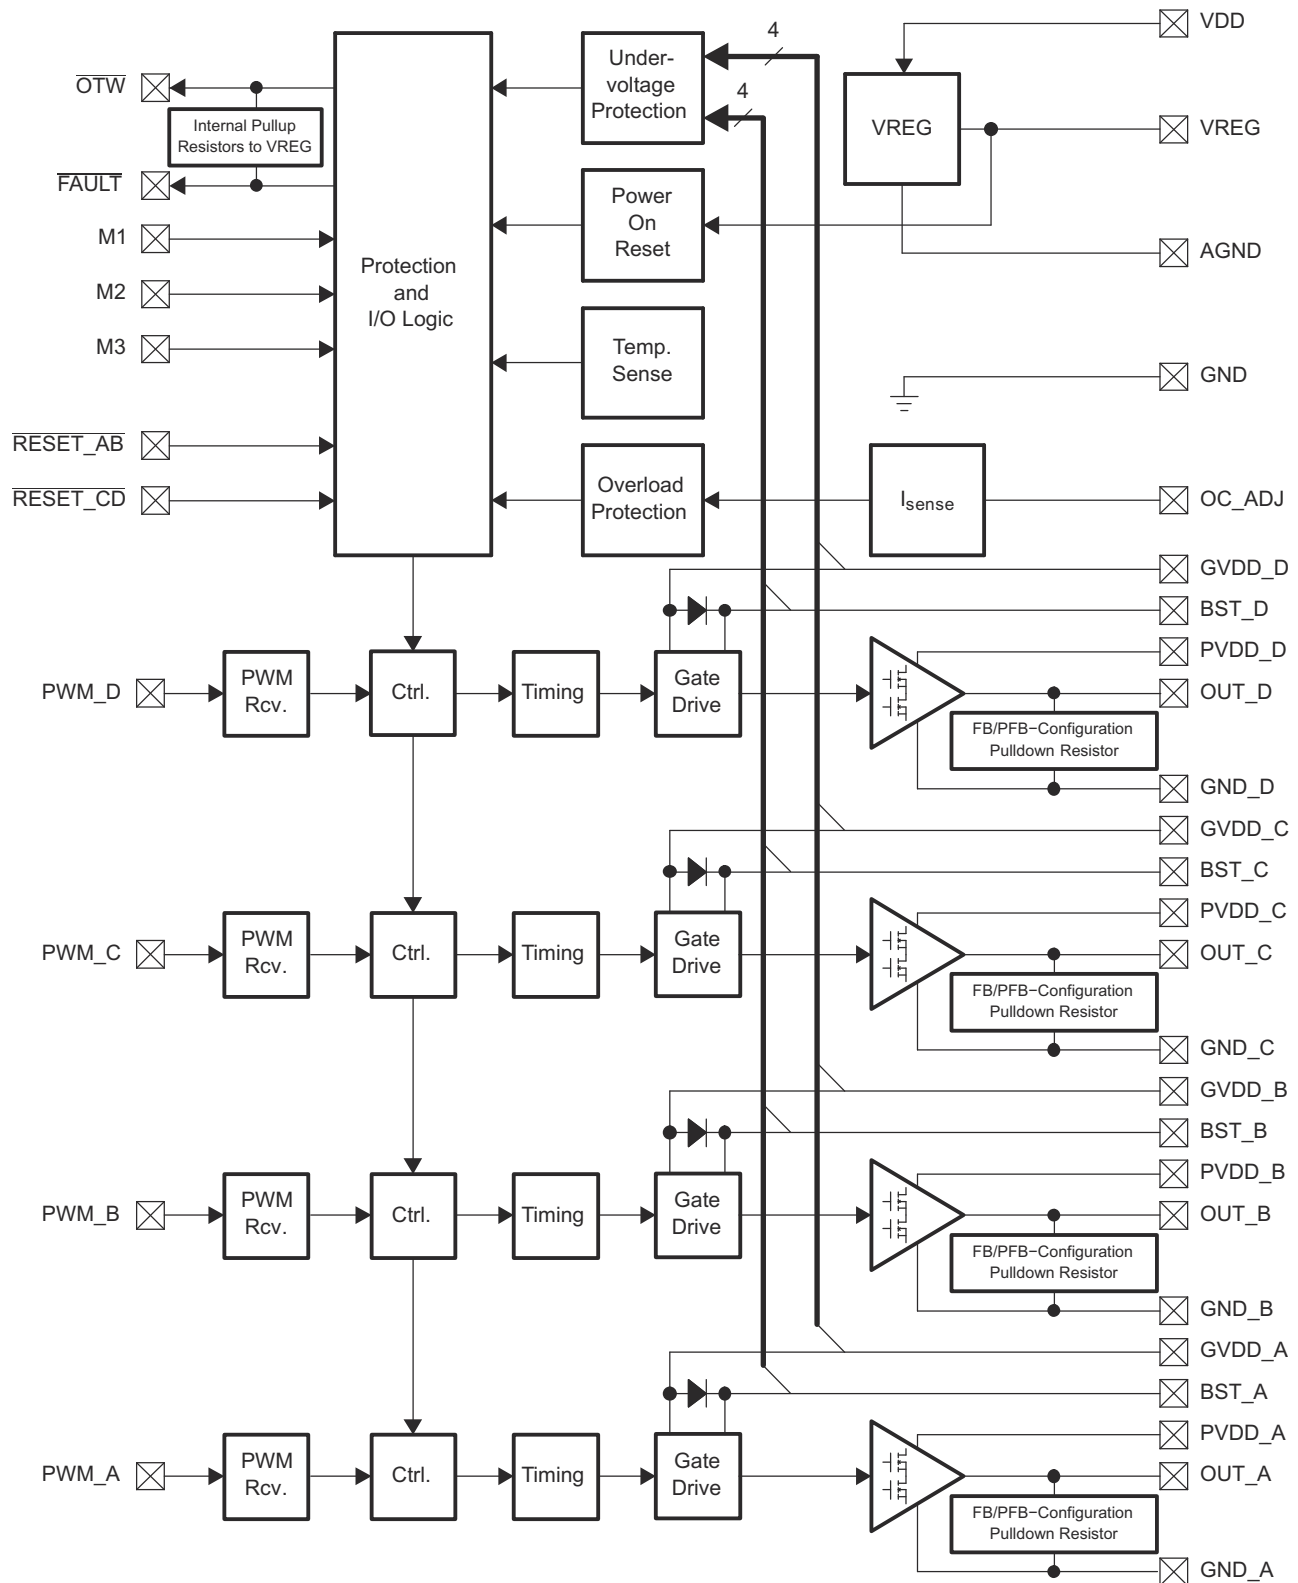 4
VDD
Under-
voltage
Protection
OTW
4
Internal Pullup
Resistors to VREG
VREG
VREG
FAULT
Power
On
Reset
M1
AGND
Protection
and
I/O Logic
M2
M3
Temp.
Sense
GND
RESET_AB
RESET_CD
Overload
Protection
Isense
OC_ADJ
GVDD_D
BST_D
PVDD_D
PWM_D
PWM
Rcv.
Ctrl.
Timing
Gate
Drive
OUT_D
FB/PFB−Configuration
Pulldown Resistor
GND_D
GVDD_C
BST_C
PVDD_C
PWM_C
PWM
Rcv.
Ctrl.
Timing
Gate
Drive
OUT_C
FB/PFB−Configuration
Pulldown Resistor
GND_C
GVDD_B
BST_B
PVDD_B
PWM_B
PWM
Rcv.
Ctrl.
Timing
Gate
Drive
OUT_B
FB/PFB−Configuration
Pulldown Resistor
GND_B
GVDD_A
BST_A
PVDD_A
PWM_A
PWM
Rcv.
Ctrl.
Timing
Gate
Drive
OUT_A
FB/PFB−Configuration
Pulldown Resistor
GND_A